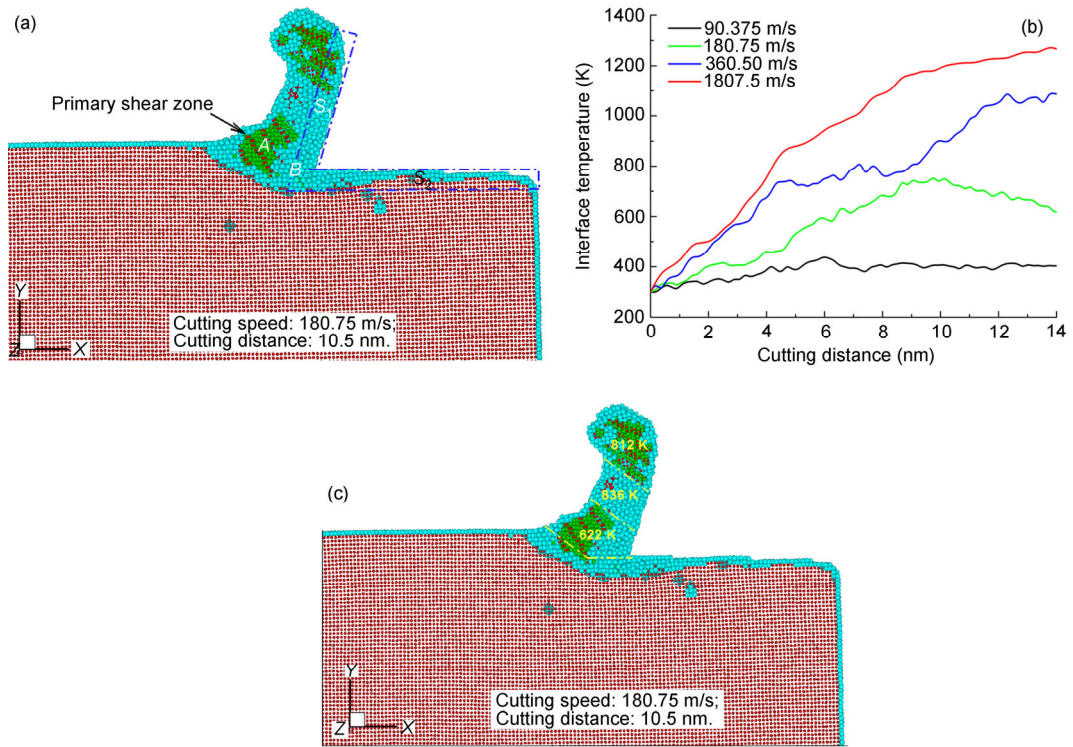 (a)
Primary shear zone
A
B
S
S
Y
Z
X
Cutting speed: 180.75 m/s;
Cutting distance: 10.5 nm.
(b)
90.375 m/s
180.75 m/s
360.50 m/s
1807.5 m/s
Interface temperature (K)
1400
1200
1000
800
600
400
200
0 2 4 6 8 10 12 14
Cutting distance (nm)
(c)
812 K
836 K
622 K
Y
Z
X
Cutting speed: 180.75 m/s;
Cutting distance: 10.5 nm.